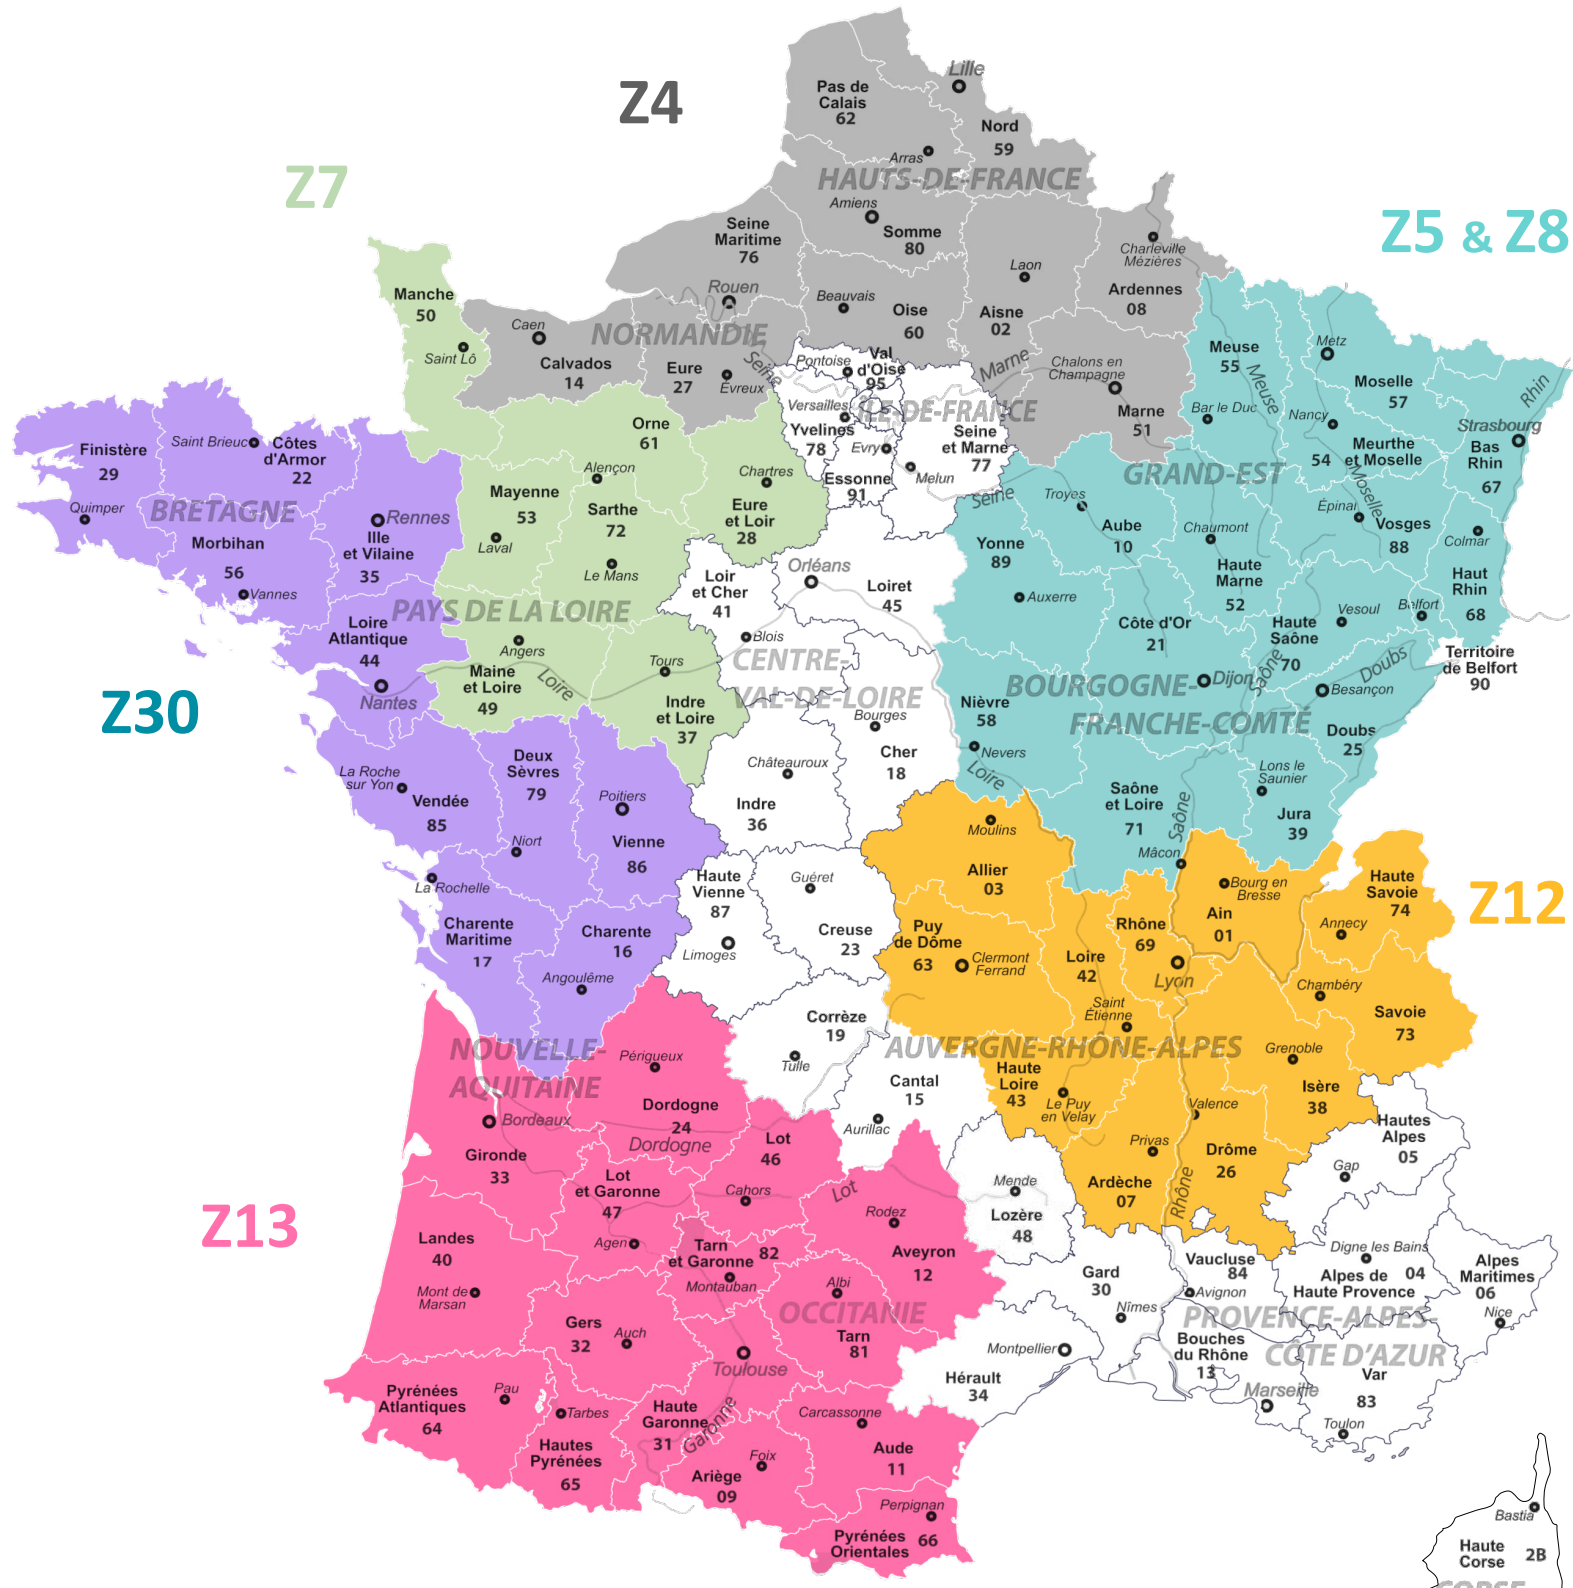 Z4
Lille
Pas de
Calais
62
Nord
59
Arras
HAUTS-DE-FRANCE
Z7
Amiens
Somme
80
Seine
Maritime
76
Z5 & Z8
Charleville
Mézières
Laon
Ardennes
08
Rouen
Beauvais
Oise
60
Aisne
02
Manche
50
Saint Lô
Caen
Calvados
14
NORMANDIE
Eure
27
Evreux
Seine
Pontoise
Val
d'Oise
95
Marne
Chalons en
Champagne
Marne
51
Meuse
55
Meuse
Metz
Moselle
57
Bar le Duc
Nancy
Meurthe
et Moselle
54
Moselle
Rhin
Strasbourg
Bas
Rhin
67
Versailles
ÎLE-DE-FRANCE
Yvelines
78
Evry
Seine
et Marne
77
Melun
Essonne
91
Orne
61
Alençon
Chartres
Eure
et Loir
28
Finistère
29
Saint Brieuc
Côtes
d'Armor
22
Quimper
BRETAGNE
Rennes
Ille
et Vilaine
35
Morbihan
56
Vannes
Mayenne
53
Laval
Sarthe
72
Le Mans
Seine
Troyes
GRAND-EST
Aube
10
Chaumont
Haute
Marne
52
Épinal
Vosges
88
Colmar
Haut
Rhin
68
Yonne
89
Auxerre
Loir
et Cher
41
Blois
Orléans
Loiret
45
Côte d'Or
21
Haute
Saône
70
Vesoul
Belfort
Territoire
de Belfort
90
Loire
Atlantique
44
Nantes
PAYS DE LA LOIRE
Angers
Maine
et Loire
49
Loire
Tours
Indre
et Loire
37
CENTRE-
VAL-DE-LOIRE
Z30
BOURGOGNE-
FRANCHE-COMTÉ
Dijon
Saône
Doubs
Besançon
Doubs
25
Nièvre
58
Nevers
Loire
Bourges
Cher
18
Châteauroux
Indre
36
La Roche
sur Yon
Vendée
85
Deux
Sèvres
79
Niort
Poitiers
Vienne
86
Saône
et Loire
71
Saône
Mâcon
Lons le
Saunier
Jura
39
Moulins
Allier
03
La Rochelle
Charente
Maritime
17
Charente
16
Angoulême
Haute
Vienne
87
Limoges
Guéret
Creuse
23
Puy
de Dôme
63
Clermont
Ferrand
Loire
42
Saint
Étienne
Rhône
69
Lyon
Bourg en
Bresse
Ain
01
Haute
Savoie
74
Annecy
Z12
Chambéry
Savoie
73
NOUVELLE-
AQUITAINE
Périgueux
Dordogne
24
Dordogne
Corrèze
19
Tulle
AUVERGNE-RHÔNE-ALPES
Cantal
15
Aurillac
Haute
Loire
43
Le Puy
en Velay
Grenoble
Isère
38
Valence
Privas
Ardèche
07
Drôme
26
Rhône
Hautes
Alpes
05
Gap
Bordeaux
Gironde
33
Lot
et Garonne
47
Agen
Lot
46
Cahors
Lot
Rodez
Aveyron
12
Mende
Lozère
48
Z13
Landes
40
Mont de
Marsan
Tarn
et Garonne
82
Montauban
Albi
OCCITANIE
Tarn
81
Gard
30
Nîmes
Vaucluse
84
Avignon
Digne les Bains
Alpes de
Haute Provence
04
Alpes
Maritimes
06
Nice
PROVENCE-ALPES-
CÔTE D'AZUR
Bouches
du Rhône
13
Marseille
Var
83
Toulon
Gers
32
Auch
Toulouse
Montpellier
Hérault
34
Pyrénées
Atlantiques
64
Pau
Tarbes
Hautes
Pyrénées
65
Haute
Garonne
31
Garonne
Foix
Ariège
09
Carcassonne
Aude
11
Perpignan
Pyrénées
Orientales
66
Bastia
Haute
Corse
2B
CORSE